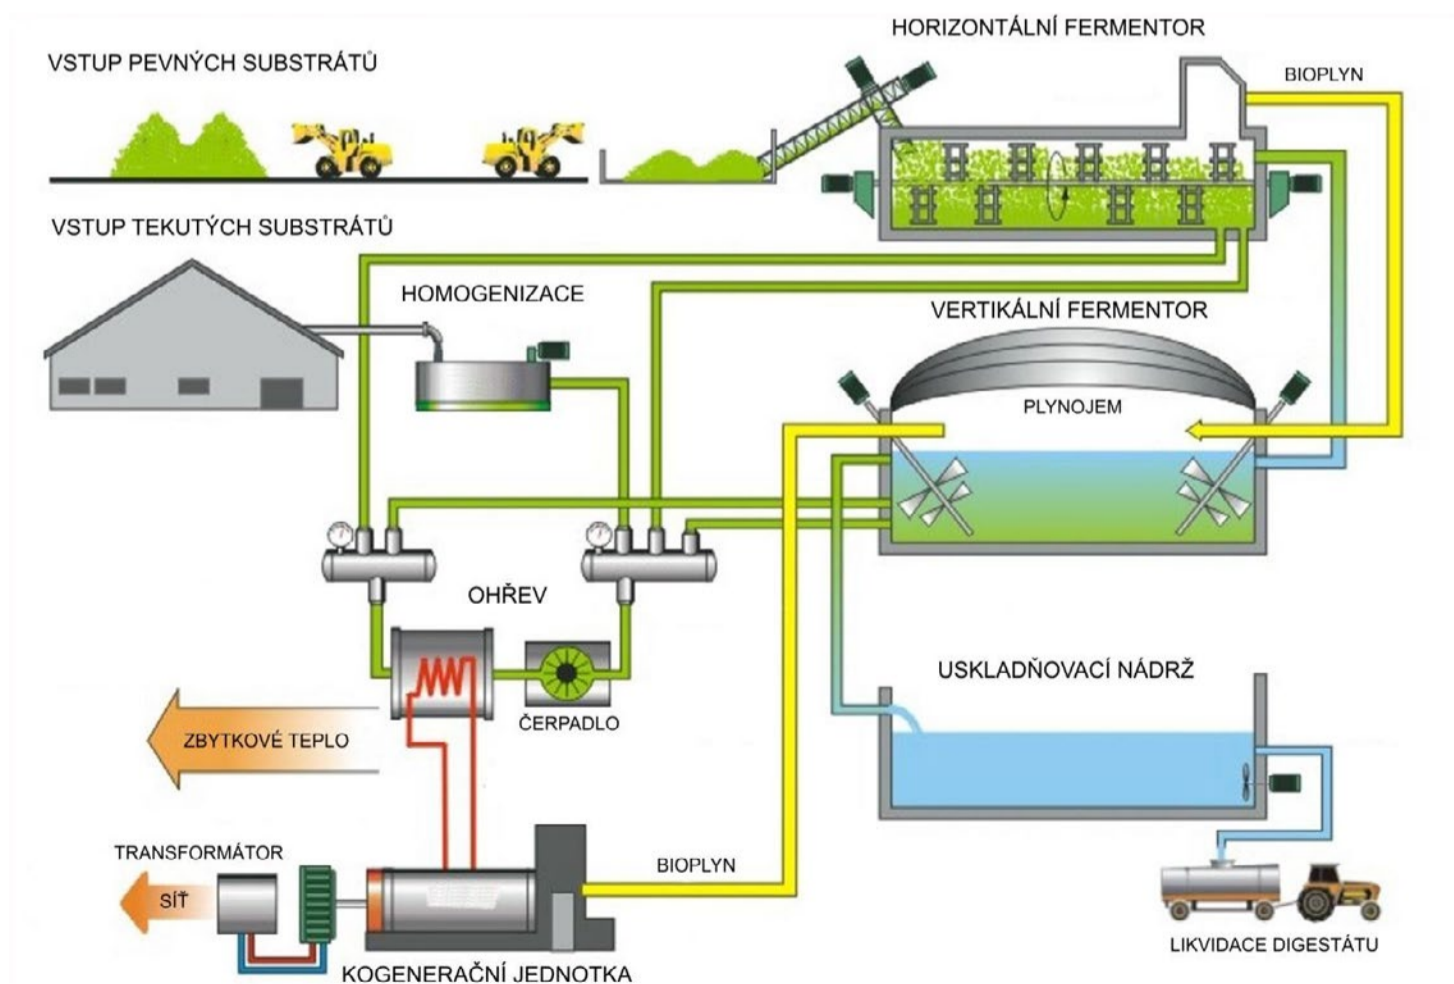 HORIZONTÁLNÍ FERMENTOR
VSTUP PEVNÝCH SUBSTRÁTŮ
BIOPLYN
VSTUP TEKUTÝCH SUBSTRÁTŮ
HOMOGENIZACE
VERTIKÁLNÍ FERMENTOR
PLYNOJEM
OHŘEV
USKLADŇOVACÍ NÁDRŽ
ČERPADLO
ZBYTKOVÉ TEPLO
TRANSFORMÁTOR
BIOPLYN
SÍŤ
LIKVIDACE DIGESTÁTU
KOGENERAČNÍ JEDNOTKA